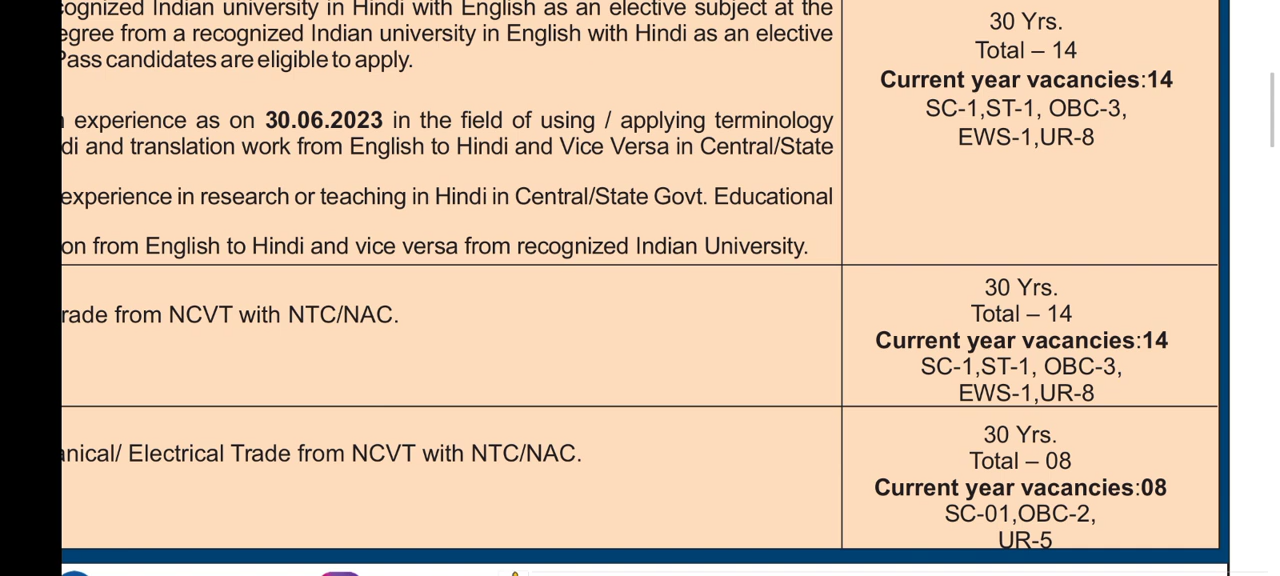 cognized Indian university in Hindi with English as an elective subject at the
egree from a recognized Indian university in English with Hindi as an elective
Pass candidates are eligible to apply.
experience as on 30.06.2023 in the field of using / applying terminology
di and translation work from English to Hindi and Vice Versa in Central/State
experience in research or teaching in Hindi in Central/State Govt. Educational
on from English to Hindi and vice versa from recognized Indian University.
30 Yrs.
Total – 14
Current year vacancies:14
SC-1,ST-1, OBC-3,
EWS-1,UR-8
rade from NCVT with NTC/NAC.
30 Yrs.
Total – 14
Current year vacancies:14
SC-1,ST-1, OBC-3,
EWS-1,UR-8
anical/ Electrical Trade from NCVT with NTC/NAC.
30 Yrs.
Total – 08
Current year vacancies:08
SC-01,OBC-2,
UR-5